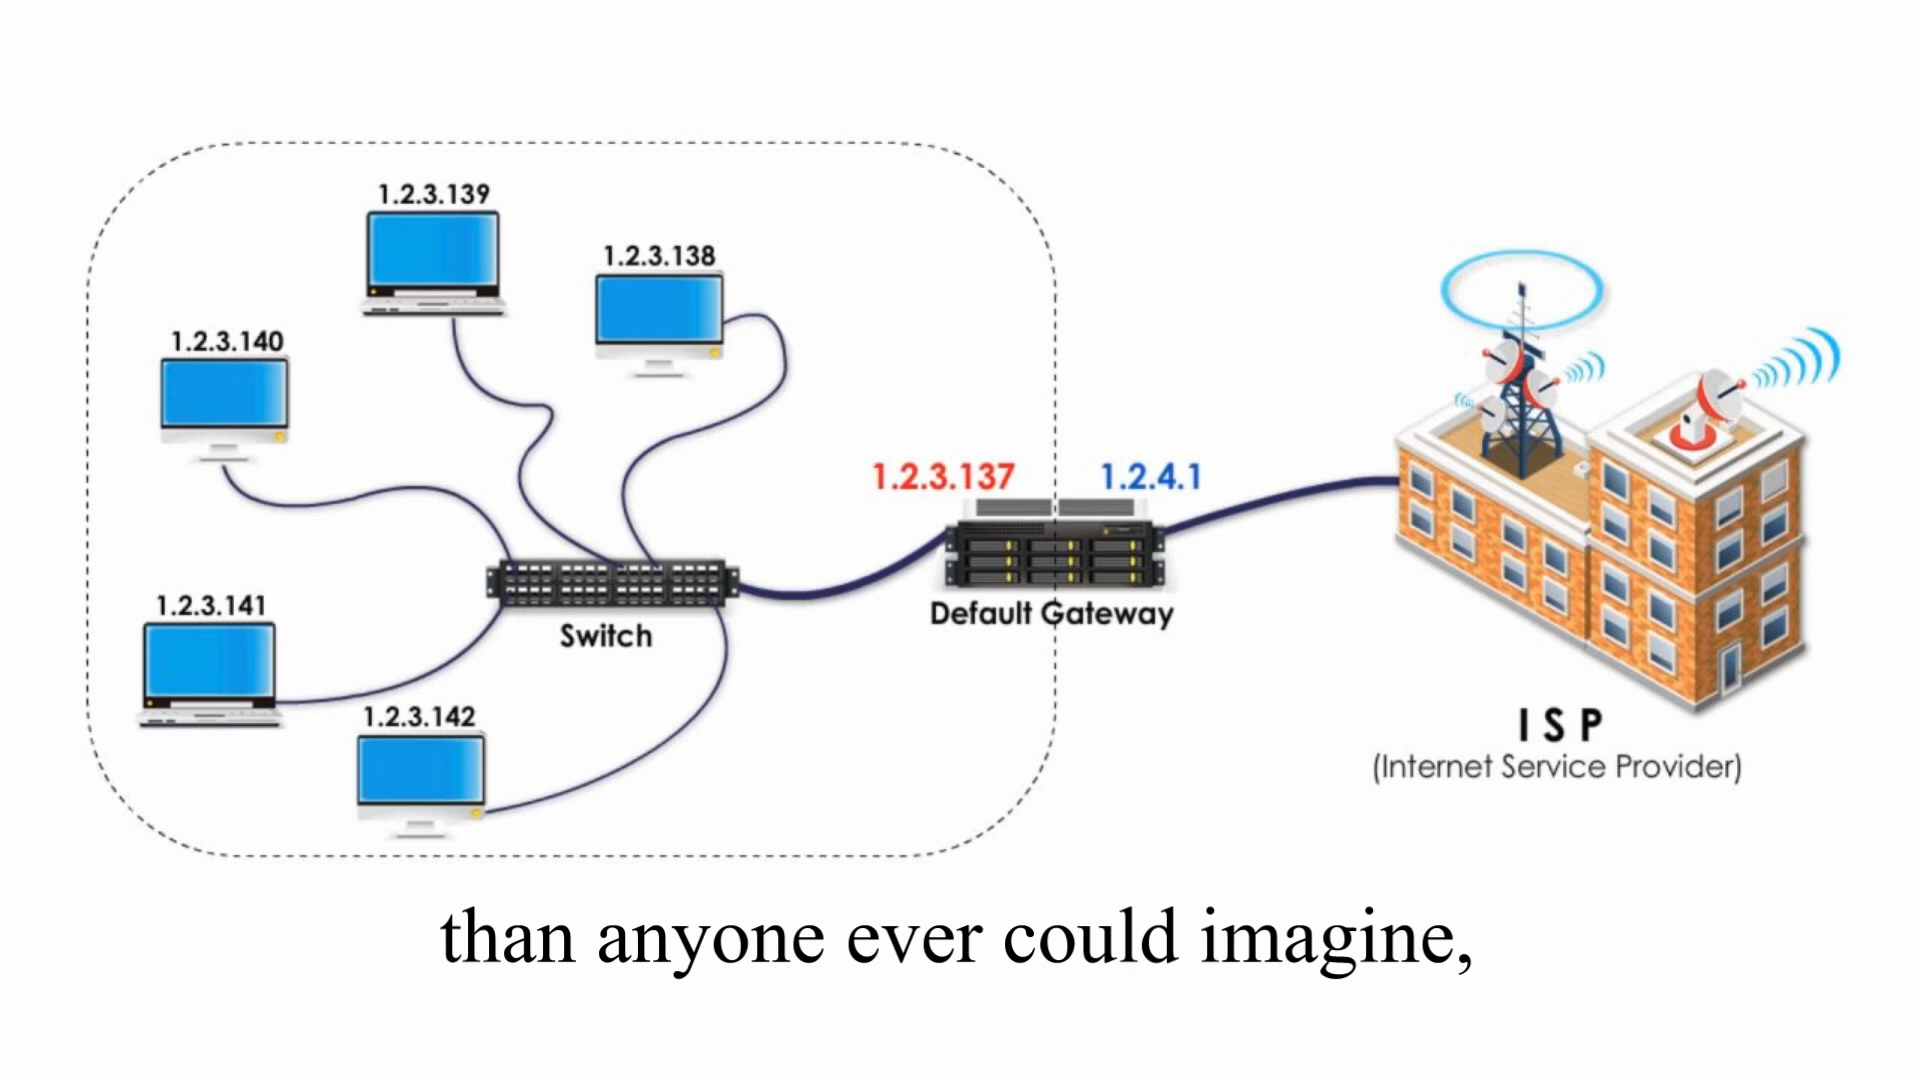 1.2.3.139
1.2.3.138
1.2.3.140
1.2.3.137
1.2.4.1
Default Gateway
1.2.3.141
Switch
1.2.3.142
I S P
(Internet Service Provider)
than anyone ever could imagine,